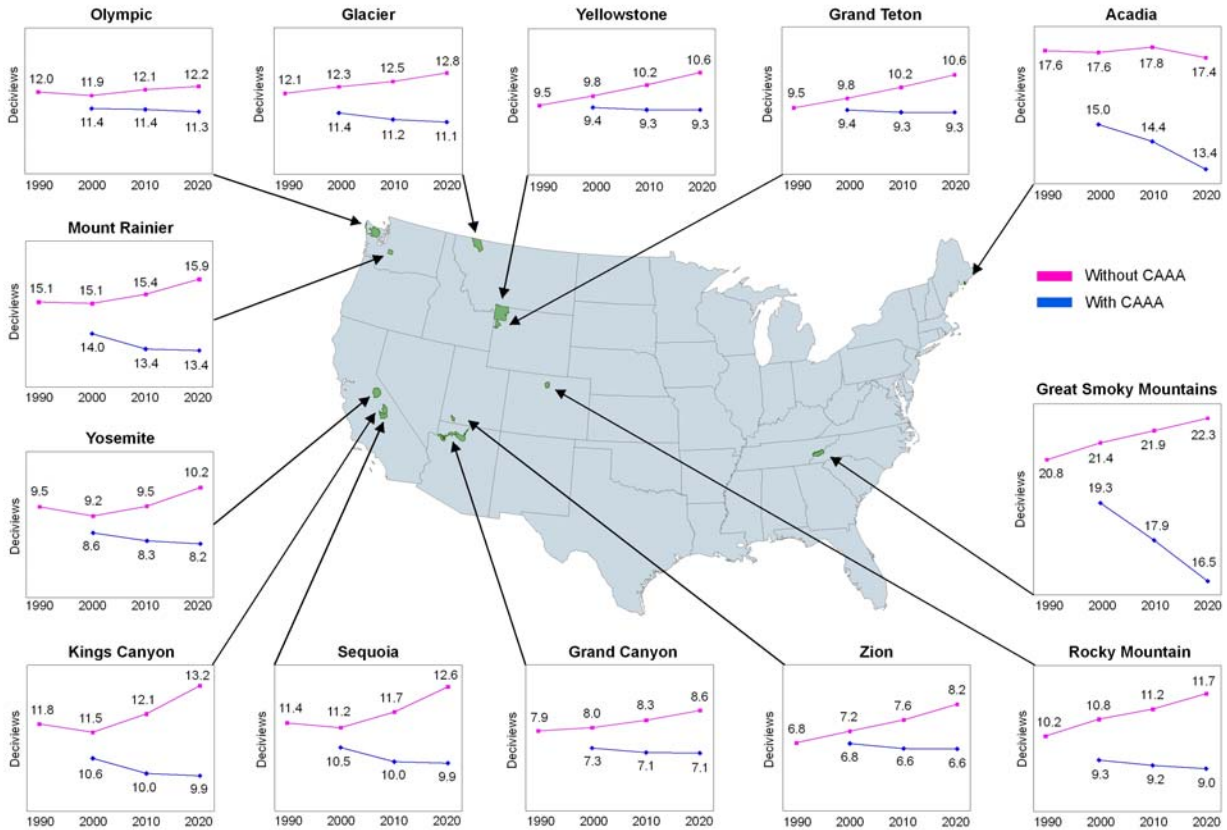 Olympic
Deciviews
12.0 11.9 12.1 12.2
11.4 11.4 11.3
1990 2000 2010 2020
Glacier
12.1 12.3 12.5 12.8
11.4 11.2 11.1
1990 2000 2010 2020
Yellowstone
Deciviews
9.5 9.8 10.2 10.6
9.4 9.3 9.3
1990 2000 2010 2020
Grand Teton
Deciviews
9.5 9.8 10.2 10.6
9.4 9.3 9.3
1990 2000 2010 2020
Acadia
Deciviews
17.6 17.6 17.8 17.4
15.0 14.4 13.4
1990 2000 2010 2020
Mount Rainier
Deciviews
15.1 15.1 15.4 15.9
14.0 13.4 13.4
1990 2000 2010 2020
Without CAAA
With CAAA
Yosemite
Deciviews
9.5 9.2 9.5 10.2
8.6 8.3 8.2
1990 2000 2010 2020
Great Smoky Mountains
Deciviews
20.8 21.4 21.9 22.3
19.3 17.9 16.5
1990 2000 2010 2020
Kings Canyon
Deciviews
11.8 11.5 12.1 13.2
10.6 10.0 9.9
1990 2000 2010 2020
Sequoia
Deciviews
11.4 11.2 11.7 12.6
10.5 10.0 9.9
1990 2000 2010 2020
Grand Canyon
Deciviews
7.9 8.0 8.3 8.6
7.3 7.1 7.1
1990 2000 2010 2020
Zion
Deciviews
6.8 7.2 7.6 8.2
6.8 6.6 6.6
1990 2000 2010 2020
Rocky Mountain
Deciviews
10.2 10.8 11.2 11.7
9.3 9.2 9.0
1990 2000 2010 2020